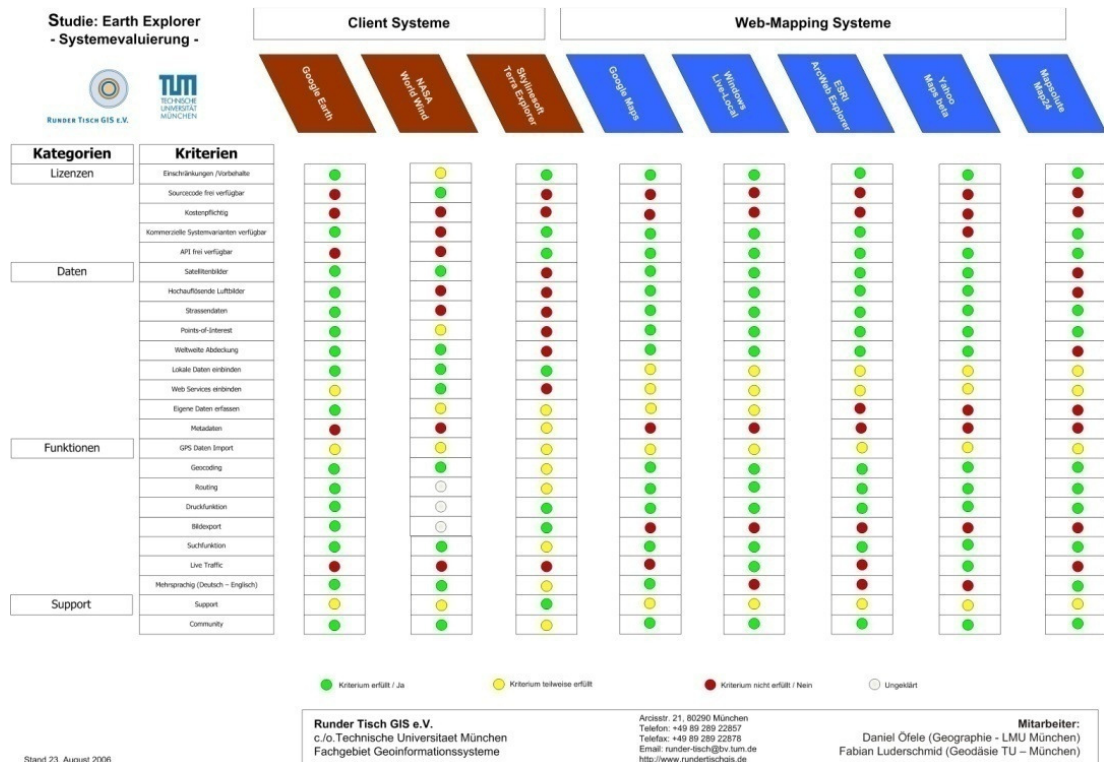 Studie: Earth Explorer
- Systemevaluierung -
Client Systeme
Web-Mapping Systeme
RUNDER TISCH GIS e.V.
TUM
TECHNISCHE
UNIVERSITÄT
MÜNCHEN
Google Earth
NASA
World Wind
Skylinesoft
Terra Explorer
Google Maps
Windows
Live-Local
ESRI
ArcWeb Explorer
Yahoo
Maps beta
Mapsolute
Map24
Kategorien
Kriterien
Lizenzen
Einschränkungen /Vorbehalte
Sourcecode frei verfügbar
Kostenpflichtig
Kommerzielle Systemvarianten verfügbar
API frei verfügbar
Daten
Satellitenbilder
Hochauflösende Luftbilder
Strassendaten
Points-of-Interest
Weltweite Abdeckung
Lokale Daten einbinden
Web Services einbinden
Eigene Daten erfassen
Metadaten
Funktionen
GPS Daten Import
Geocoding
Routing
Druckfunktion
Bildexport
Suchfunktion
Live Traffic
Mehrsprachig (Deutsch – Englisch)
Support
Support
Community
Kriterium erfüllt / Ja
Kriterium teilweise erfüllt
Kriterium nicht erfüllt / Nein
Ungeklärt
Runder Tisch GIS e.V.
c./o.Technische Universitaet München
Fachgebiet Geoinformationssysteme
Arcisstr. 21, 80290 München
Telefon: +49 89 289 22857
Telefax: +49 89 289 22878
Email: runder-tisch@bv.tum.de
http://www.rundertischgis.de
Mitarbeiter:
Daniel Öfele (Geographie - LMU München)
Fabian Luderschmid (Geodäsie TU – München)
Stand 23. August 2006